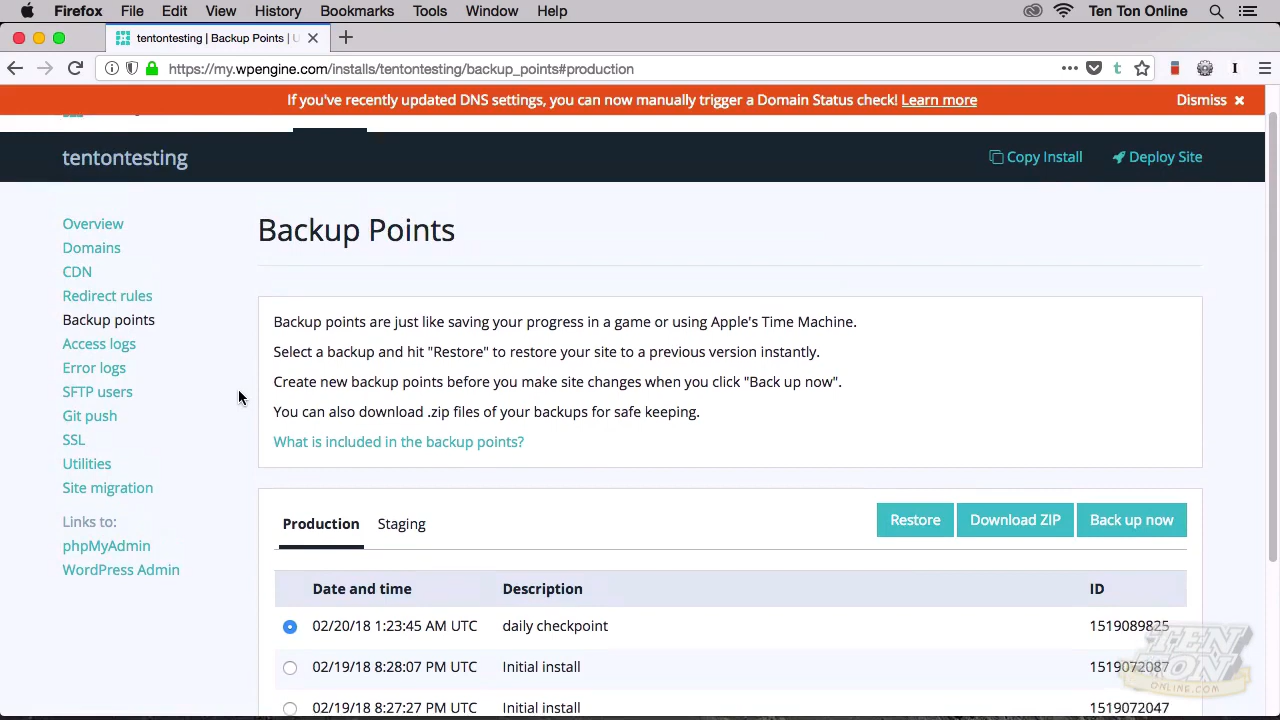 Firefox File Edit View History Bookmarks Tools Window Help Ten Ton Online
tentontesting | Backup Points | U
https://my.wpengine.com/installs/tentontesting/backup_points#production
If you've recently updated DNS settings, you can now manually trigger a Domain Status check! Learn more Dismiss ×
tentontesting Copy Install Deploy Site
Overview
Domains
CDN
Redirect rules
Backup points
Access logs
Error logs
SFTP users
Git push
SSL
Utilities
Site migration
Links to:
phpMyAdmin
WordPress Admin
Backup Points
Backup points are just like saving your progress in a game or using Apple's Time Machine.
Select a backup and hit "Restore" to restore your site to a previous version instantly.
Create new backup points before you make site changes when you click "Back up now".
You can also download .zip files of your backups for safe keeping.
What is included in the backup points?
Production Staging Restore Download ZIP Back up now
Date and time Description ID
02/20/18 1:23:45 AM UTC daily checkpoint 1519089825
02/19/18 8:28:07 PM UTC Initial install 1519072087
02/19/18 8:27:27 PM UTC Initial install 1519072047
TEN
TON
ONLINE.COM